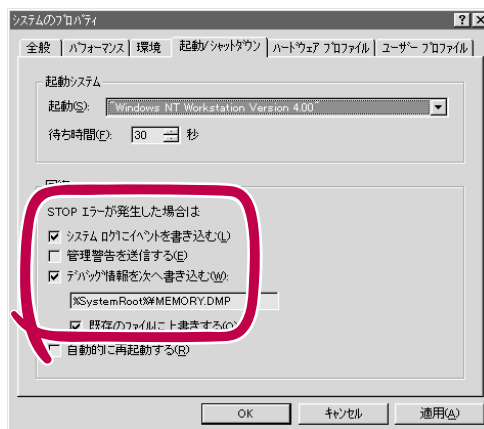 システムのプロパティ
全般 パフォーマンス 環境 起動/シャットダウン ハードウェア プロファイル ユーザー プロファイル
起動システム
起動(S): "Windows NT Workstation Version 4.00"
待ち時間(F): 30 秒
STOP エラーが発生した場合は
システム ログにイベントを書き込む(L)
管理警告を送信する(E)
デバッグ情報を次へ書き込む(W):
%SystemRoot%¥MEMORY.DMP
既存のファイルに上書きする(O)
自動的に再起動する(R)
OK キャンセル 適用(A)